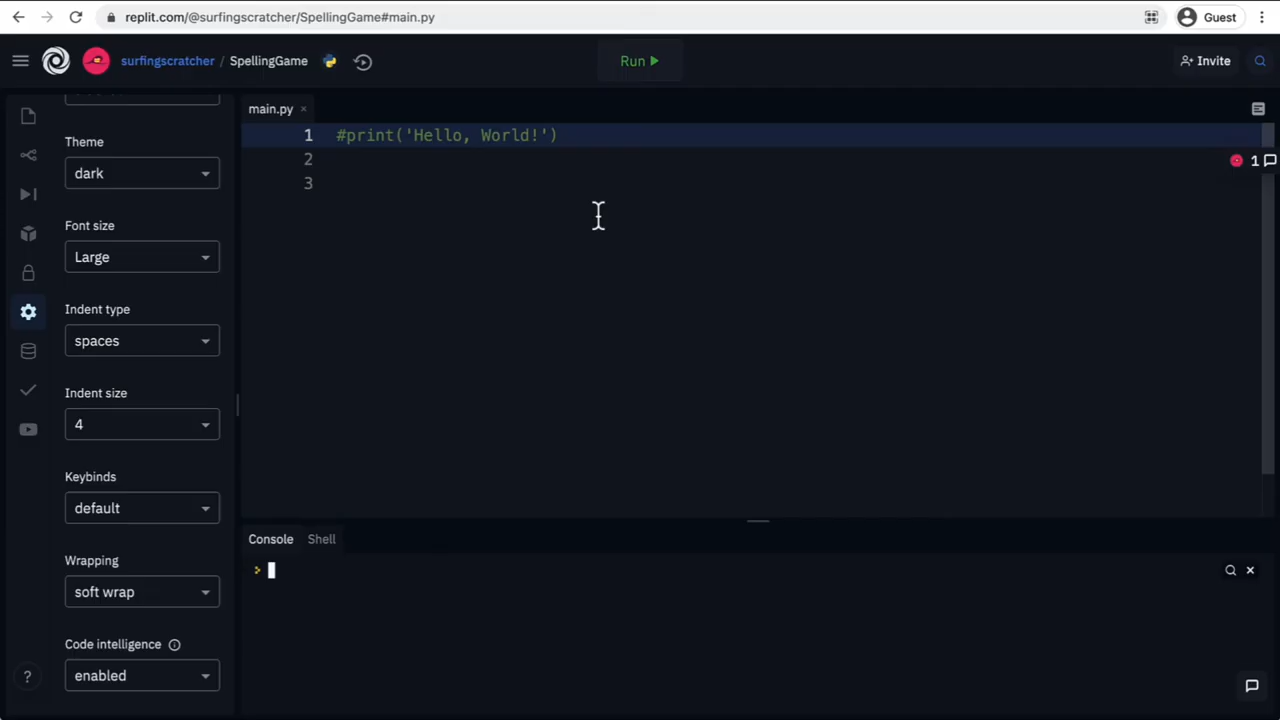 replit.com/@surfingscratcher/SpellingGame#main.py
Guest
surfingscratcher / SpellingGame
Run
Invite
main.py ×
Theme
dark
Font size
Large
Indent type
spaces
Indent size
4
Keybinds
default
Wrapping
soft wrap
Code intelligence
enabled
?
1 #print('Hello, World!')
2
3
1
Console Shell
>